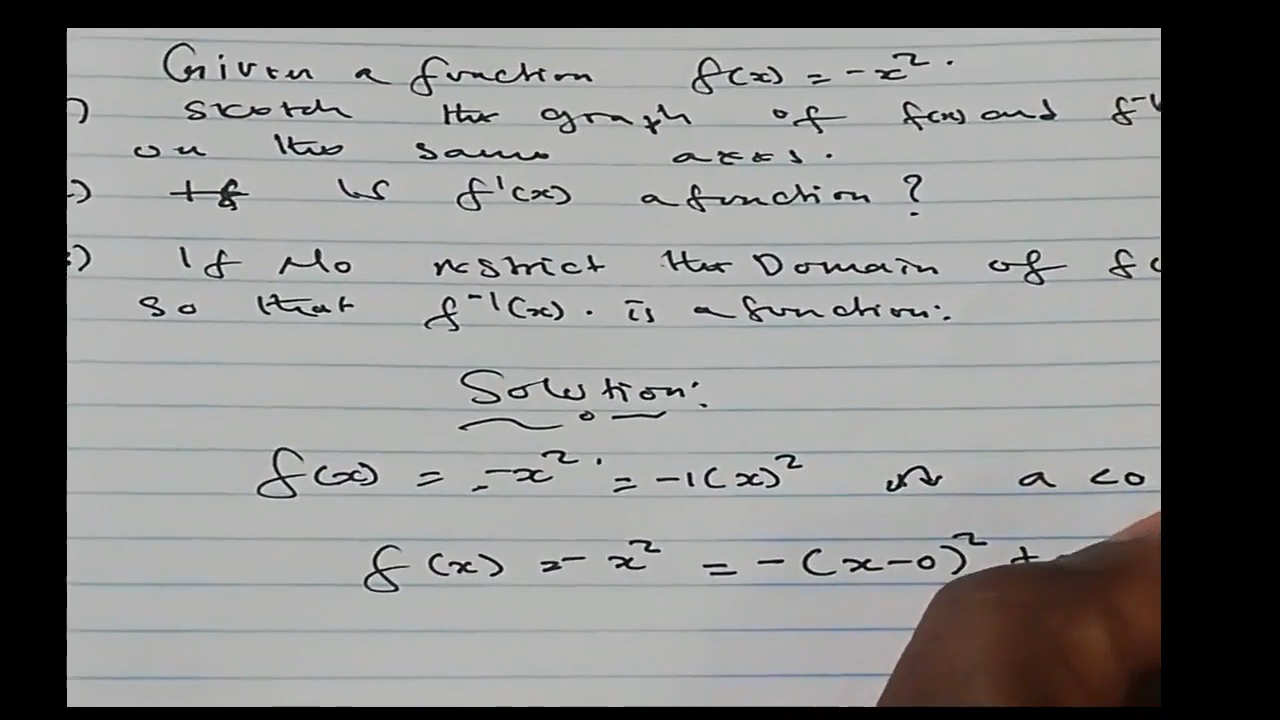 Given a function f(x) = -x².
) sketch the graph of f(x) and f⁻¹
on the same axes.
) Is f'(x) a function?
) If No restrict the Domain of f(
so that f⁻¹(x). is a function:
Solution:
f(x) = -x². = -1(x)² a < 0
f(x) = -x² = -(x-0)² +